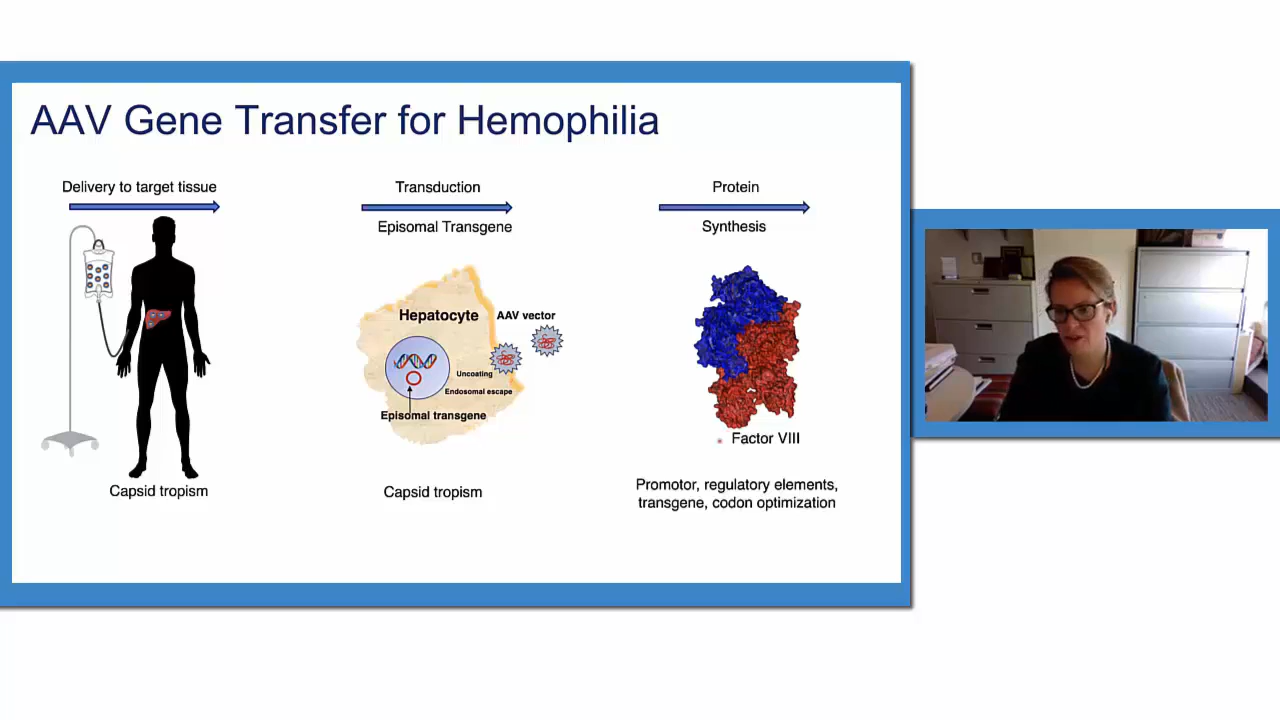 AAV Gene Transfer for Hemophilia
Delivery to target tissue
Capsid tropism
Transduction
Episomal Transgene
Hepatocyte
AAV vector
Uncoating
Endosomal escape
Episomal transgene
Capsid tropism
Protein
Synthesis
Factor VIII
Promotor, regulatory elements,
transgene, codon optimization